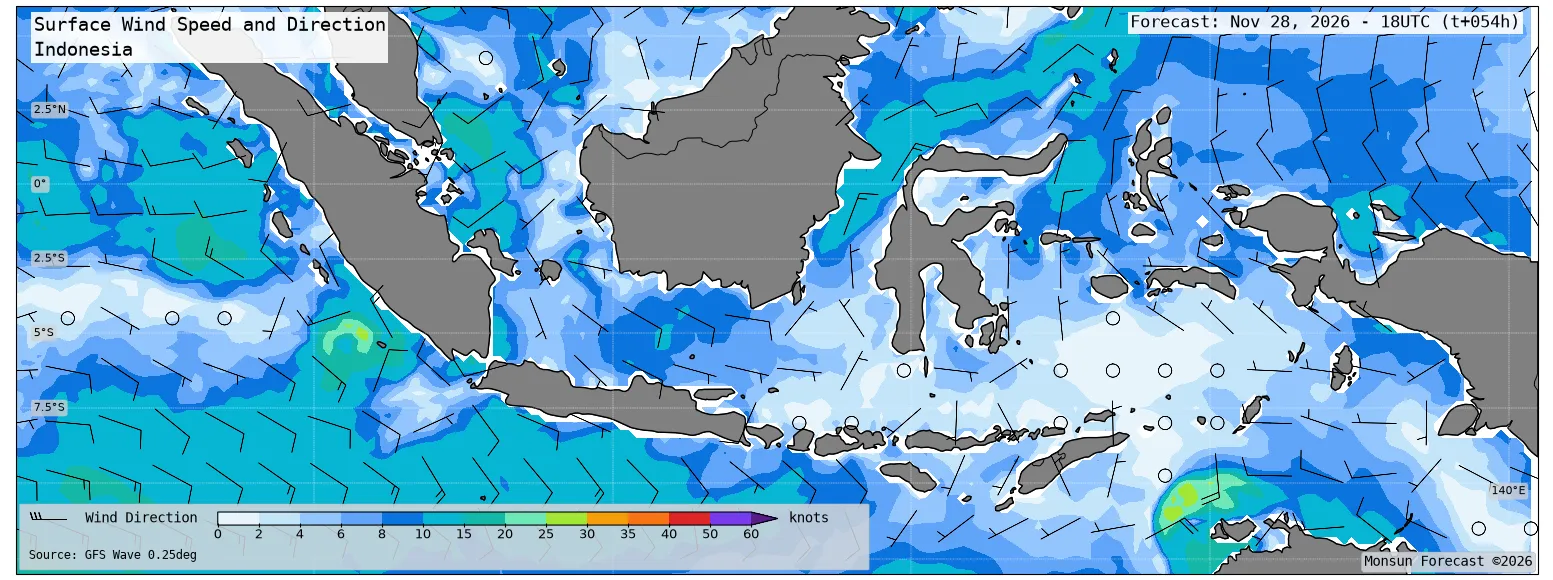 Surface Wind Speed and Direction
Indonesia
Forecast: Nov 28, 2026 - 18UTC (t+054h)
2.5°N
0°
2.5°S
5°S
7.5°S
140°E
Wind Direction
0 2 4 6 8 10 15 20 25 30 35 40 50 60
knots
Source: GFS Wave 0.25deg
Monsun Forecast ©2026